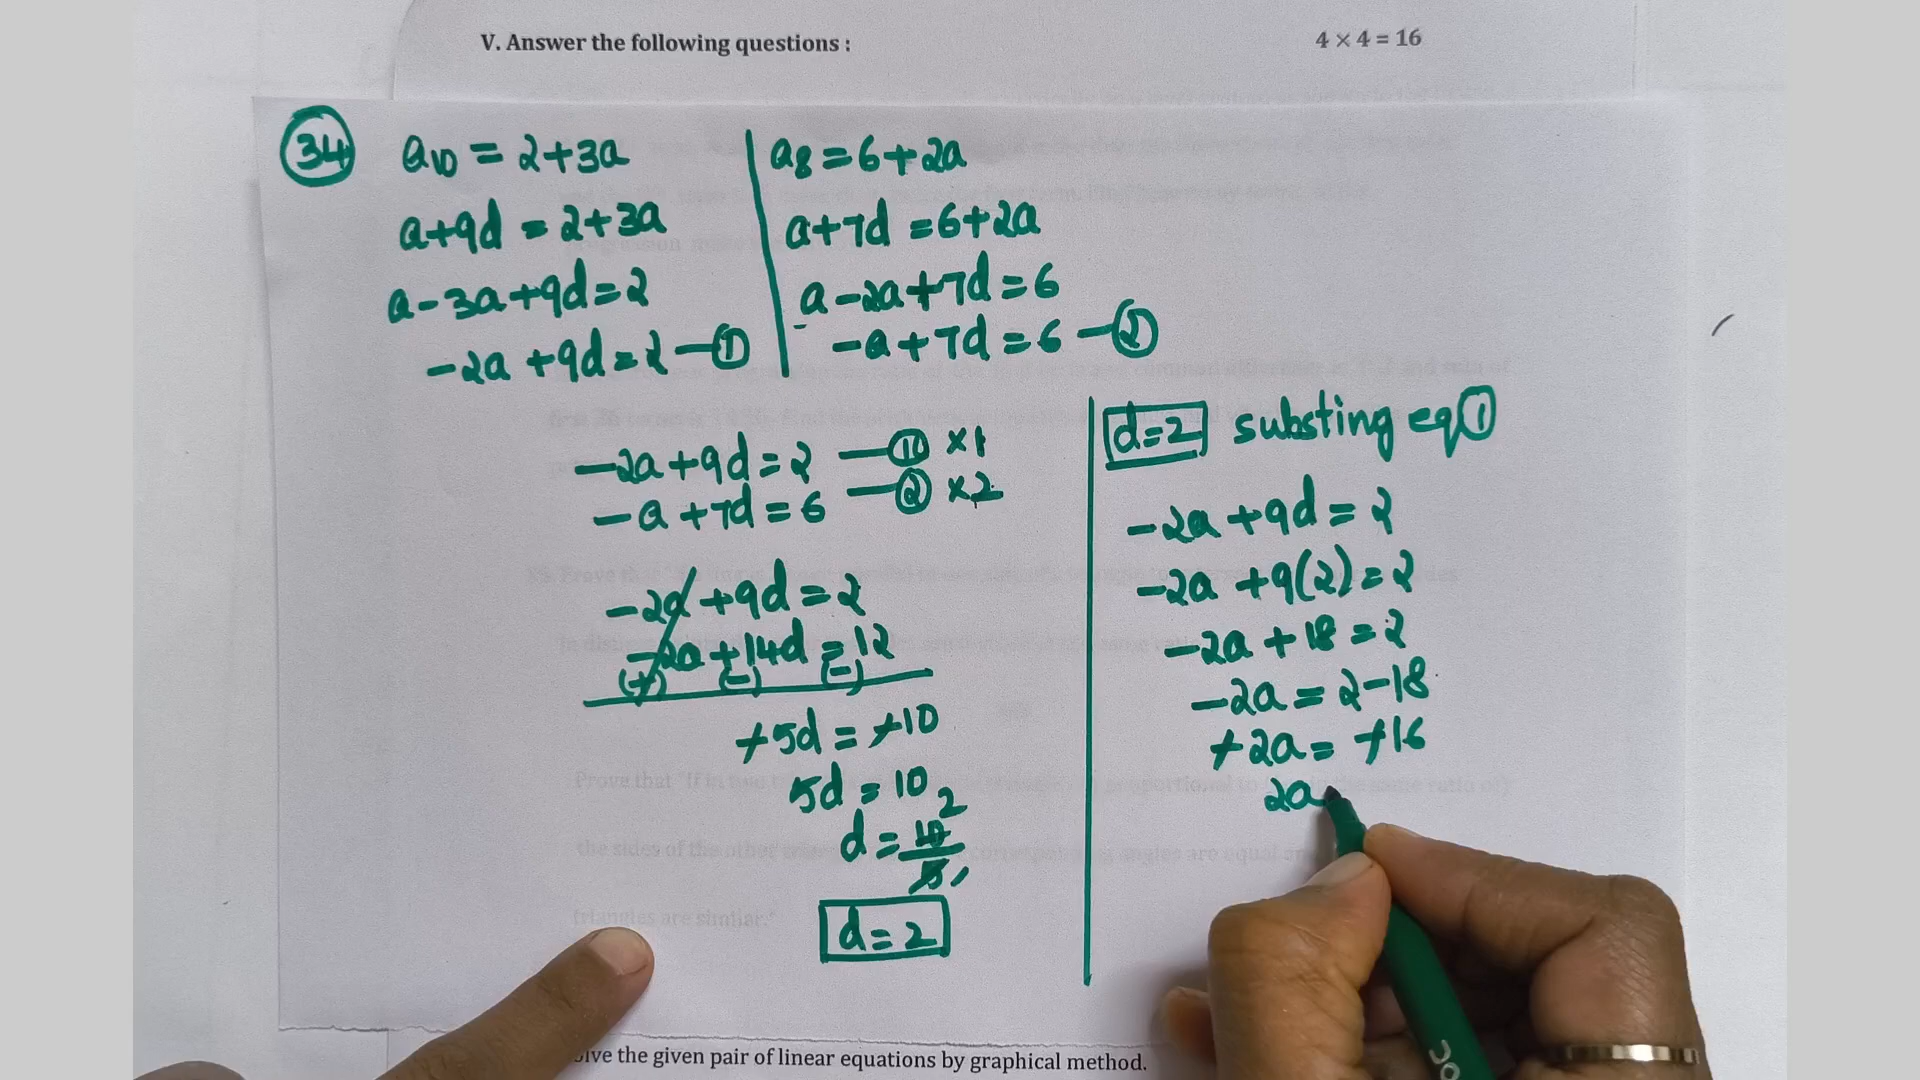 V. Answer the following questions :
4 × 4 = 16
34
a10 = 2+3a
a+9d = 2+3a
a-3a+9d=2
-2a +9d=2 -1
a8=6+2a
a+7d =6+2a
a-2a+7d=6
-a+7d=6 -2
-2a+9d=2 -1 ×1
-a+7d=6 -2 ×2
-2a+9d=2
-2a+14d=12
(+) (-) (-)
+5d=+10
5d=10
2
d=10/5
d=2
d=2 substing eq1
-2a+9d=2
-2a+9(2)=2
-2a+18=2
-2a=2-18
+2a=+16
2a
olve the given pair of linear equations by graphical method.